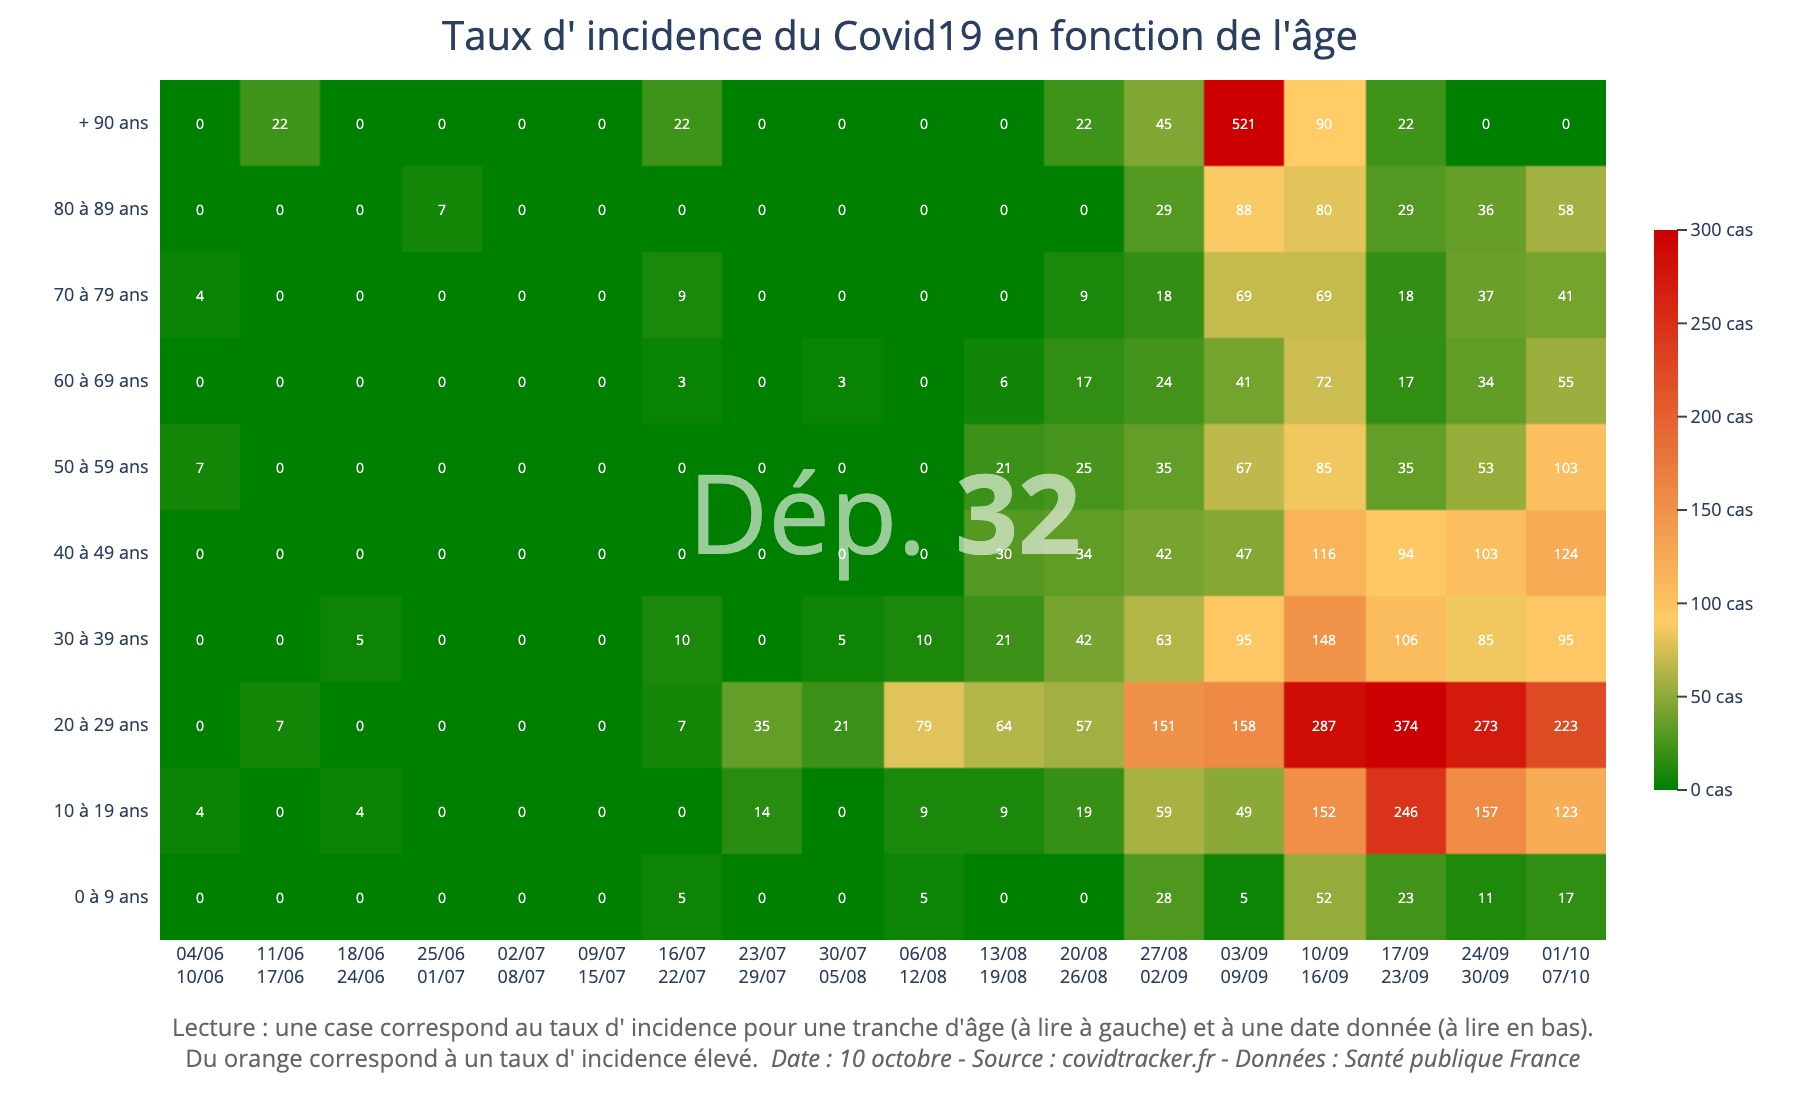 Taux d' incidence du Covid19 en fonction de l'âge
+ 90 ans 0 22 0 0 0 0 22 0 0 0 0 22 45 521 90 22 0 0
80 à 89 ans 0 0 0 7 0 0 0 0 0 0 0 0 29 88 80 29 36 58
70 à 79 ans 4 0 0 0 0 0 9 0 0 0 0 9 18 69 69 18 37 41
60 à 69 ans 0 0 0 0 0 0 3 0 3 0 6 17 24 41 72 17 34 55
50 à 59 ans 7 0 0 0 0 0 0 0 0 0 21 25 35 67 85 35 53 103
Dép. 32
40 à 49 ans 0 0 0 0 0 0 0 0 0 0 30 34 42 47 116 94 103 124
30 à 39 ans 0 0 5 0 0 0 10 0 5 10 21 42 63 95 148 106 85 95
20 à 29 ans 0 7 0 0 0 0 7 35 21 79 64 57 151 158 287 374 273 223
10 à 19 ans 4 0 4 0 0 0 0 14 0 9 9 19 59 49 152 246 157 123
0 à 9 ans 0 0 0 0 0 0 5 0 0 5 0 0 28 5 52 23 11 17
04/06 11/06 18/06 25/06 02/07 09/07 16/07 23/07 30/07 06/08 13/08 20/08 27/08 03/09 10/09 17/09 24/09 01/10
10/06 17/06 24/06 01/07 08/07 15/07 22/07 29/07 05/08 12/08 19/08 26/08 02/09 09/09 16/09 23/09 30/09 07/10
300 cas
250 cas
200 cas
150 cas
100 cas
50 cas
0 cas
Lecture : une case correspond au taux d' incidence pour une tranche d'âge (à lire à gauche) et à une date donnée (à lire en bas).
Du orange correspond à un taux d' incidence élevé. Date : 10 octobre - Source : covidtracker.fr - Données : Santé publique France